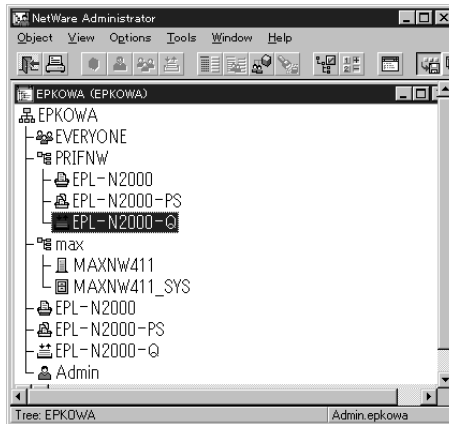 NetWare Administrator
Object View Options Tools Window Help
EPKOWA (EPKOWA)
EPKOWA
EVERYONE
PRIFNW
EPL-N2000
EPL-N2000-PS
EPL-N2000-Q
max
MAXNW411
MAXNW411_SYS
EPL-N2000
EPL-N2000-PS
EPL-N2000-Q
Admin
Tree: EPKOWA Admin.epkowa